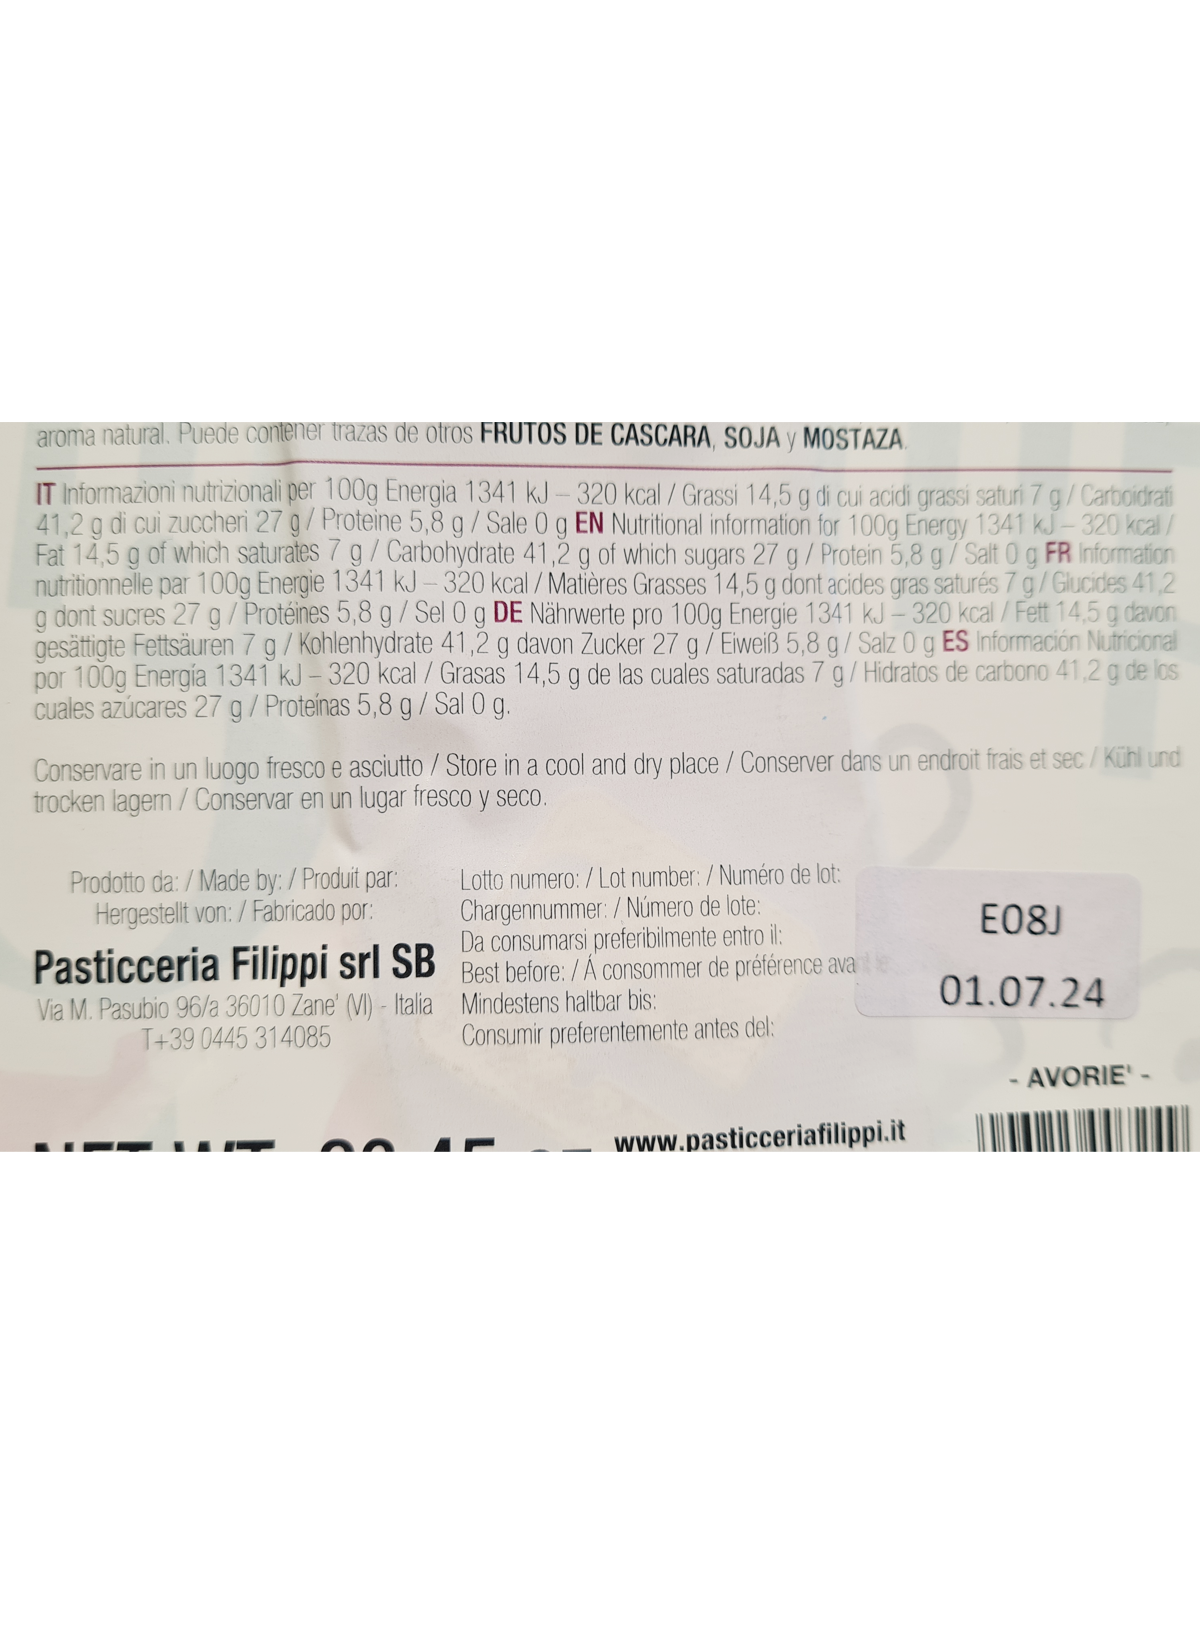 aroma natural. Puede contener trazas de otros FRUTOS DE CASCARA, SOJA y MOSTAZA.
IT Informazioni nutrizionali per 100g Energia 1341 kJ – 320 kcal / Grassi 14,5 g di cui acidi grassi saturi 7 g / Carboidrati
41,2 g di cui zuccheri 27 g / Proteine 5,8 g / Sale 0 g EN Nutritional information for 100g Energy 1341 kJ – 320 kcal /
Fat 14,5 g of which saturates 7 g / Carbohydrate 41,2 g of which sugars 27 g / Protein 5,8 g / Salt 0 g FR Information
nutritionnelle par 100g Energie 1341 kJ – 320 kcal / Matières Grasses 14,5 g dont acides gras saturés 7 g / Glucides 41,2
g dont sucres 27 g / Protéines 5,8 g / Sel 0 g DE Nährwerte pro 100g Energie 1341 kJ – 320 kcal / Fett 14,5 g davon
gesättigte Fettsäuren 7 g / Kohlenhydrate 41,2 g davon Zucker 27 g / Eiweiß 5,8 g / Salz 0 g ES Información Nutricional
por 100g Energía 1341 kJ – 320 kcal / Grasas 14,5 g de las cuales saturadas 7 g / Hidratos de carbono 41,2 g de los
cuales azúcares 27 g / Proteínas 5,8 g / Sal 0 g.
Conservare in un luogo fresco e asciutto / Store in a cool and dry place / Conserver dans un endroit frais et sec / Kühl und
trocken lagern / Conservar en un lugar fresco y seco.
Prodotto da: / Made by: / Produit par:
Hergestellt von: / Fabricado por:
Pasticceria Filippi srl SB
Via M. Pasubio 96/a 36010 Zane' (VI) - Italia
T+39 0445 314085
Lotto numero: / Lot number: / Numéro de lot:
Chargennummer: / Número de lote:
Da consumarsi preferibilmente entro il:
Best before: / Á consommer de préférence avant le:
Mindestens haltbar bis:
Consumir preferentemente antes del:
E08J
01.07.24
- AVORIE' -
NET WT.
www.pasticceriafilippi.it